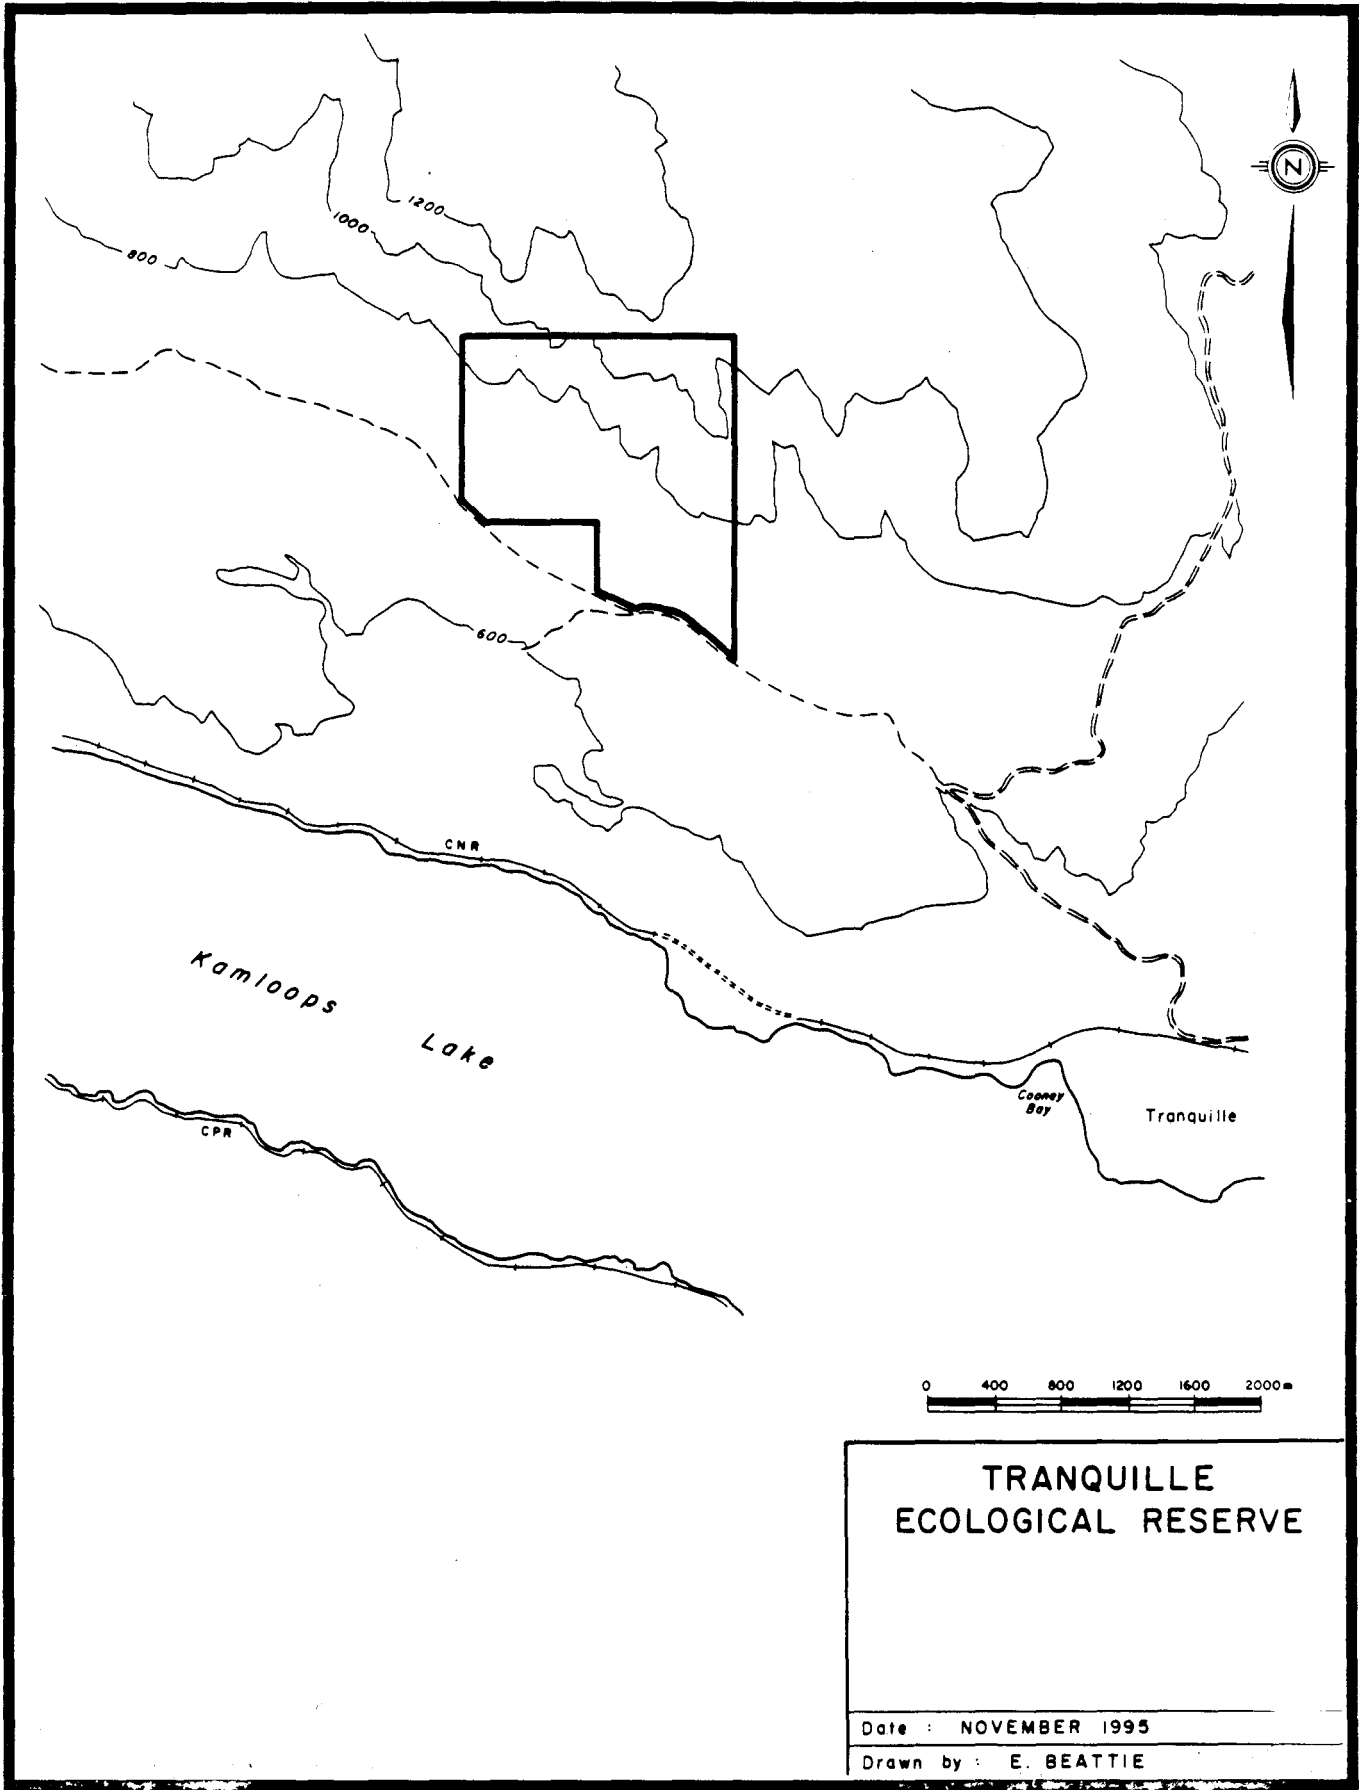 N
1200
1000
800
600
CNR
Kamloops Lake
Cooney
Bay
Tranquille
CPR
0 400 800 1200 1600 2000 m
TRANQUILLE
ECOLOGICAL RESERVE
Date : NOVEMBER 1995
Drawn by : E. BEATTIE